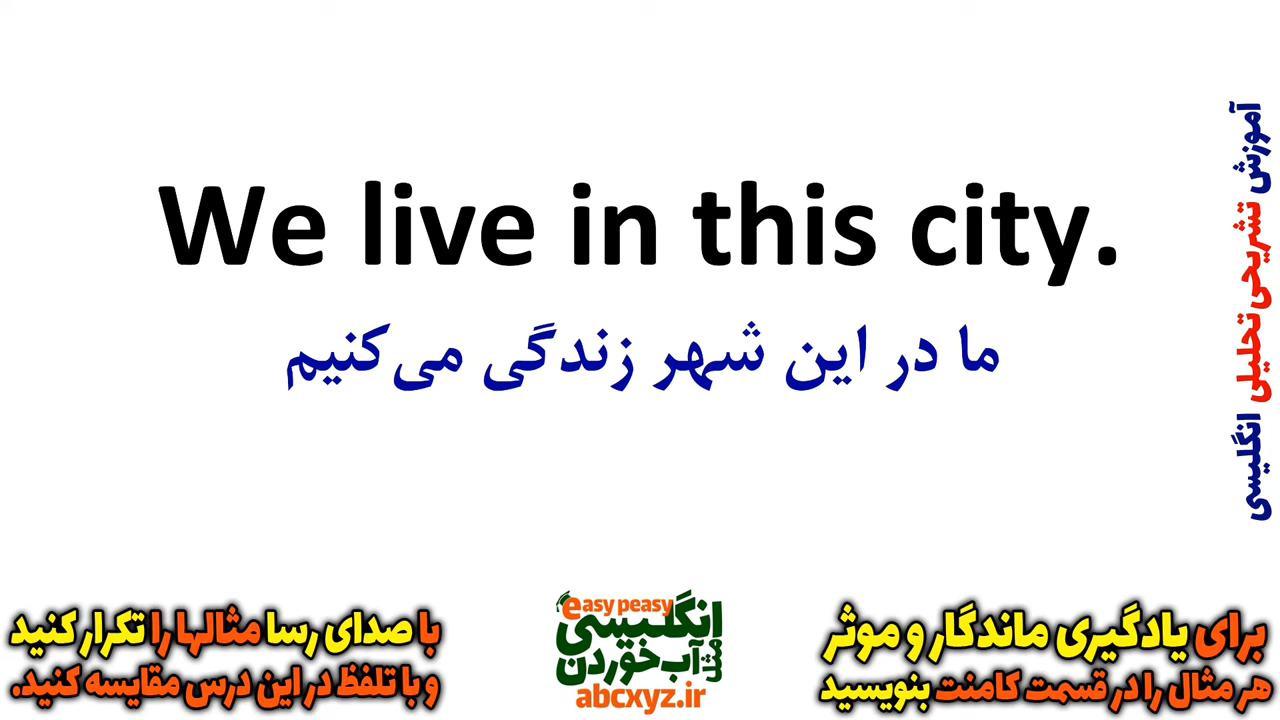 We live in this city.
ما در این شهر زندگی می‌کنیم
آموزش تشریحی تحلیلی انگلیسی
برای یادگیری ماندگار و موثر
هر مثال را در قسمت کامنت بنویسید
easy peasy
انگلیسی
مثل آب خوردن
abcxyz.ir
با صدای رسا مثالها را تکرار کنید
و با تلفظ در این درس مقایسه کنید.